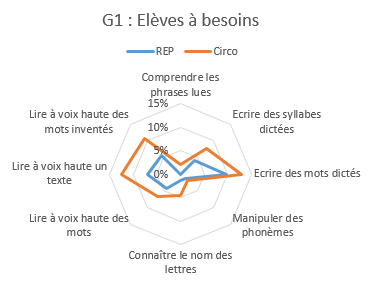 G1 : Elèves à besoins
REP
Circo
Comprendre les
phrases lues
15%
10%
5%
0%
Ecrire des syllabes
dictées
Ecrire des mots dictés
Manipuler des
phonèmes
Connaître le nom des
lettres
Lire à voix haute des
mots
Lire à voix haute un
texte
Lire à voix haute des
mots inventés